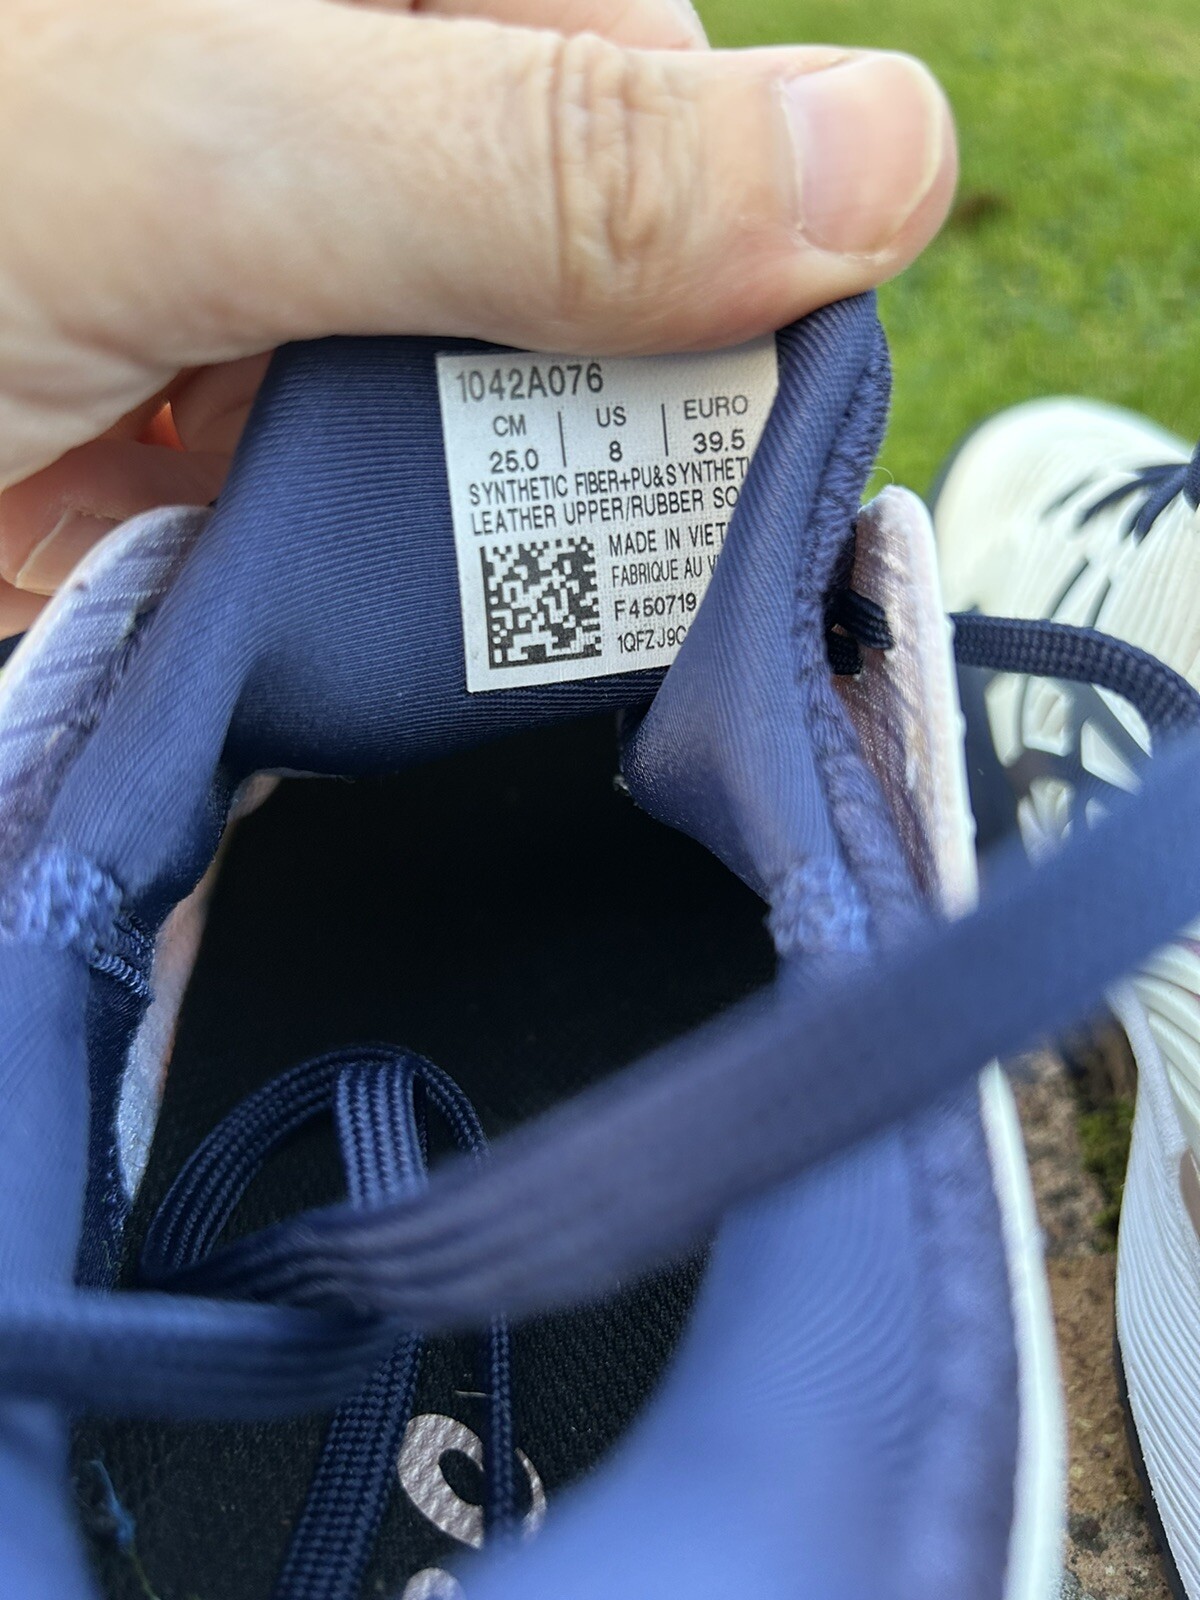 1042A076
CM US EURO
25.0 8 39.5
SYNTHETIC FIBER+PU&SYNTHETI
LEATHER UPPER/RUBBER SO
MADE IN VIET
FABRIQUE AU V
F450719
1QFZJ9C